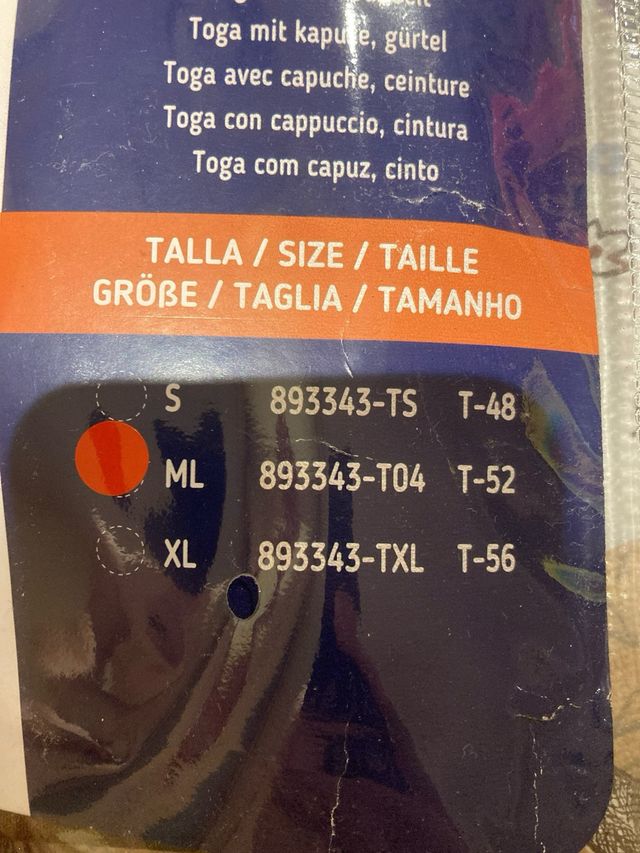 Toga mit kapuze, gürtel
Toga avec capuche, ceinture
Toga con cappuccio, cintura
Toga com capuz, cinto
TALLA / SIZE / TAILLE
GRÖßE / TAGLIA / TAMANHO
S 893343-TS T-48
ML 893343-T04 T-52
XL 893343-TXL T-56